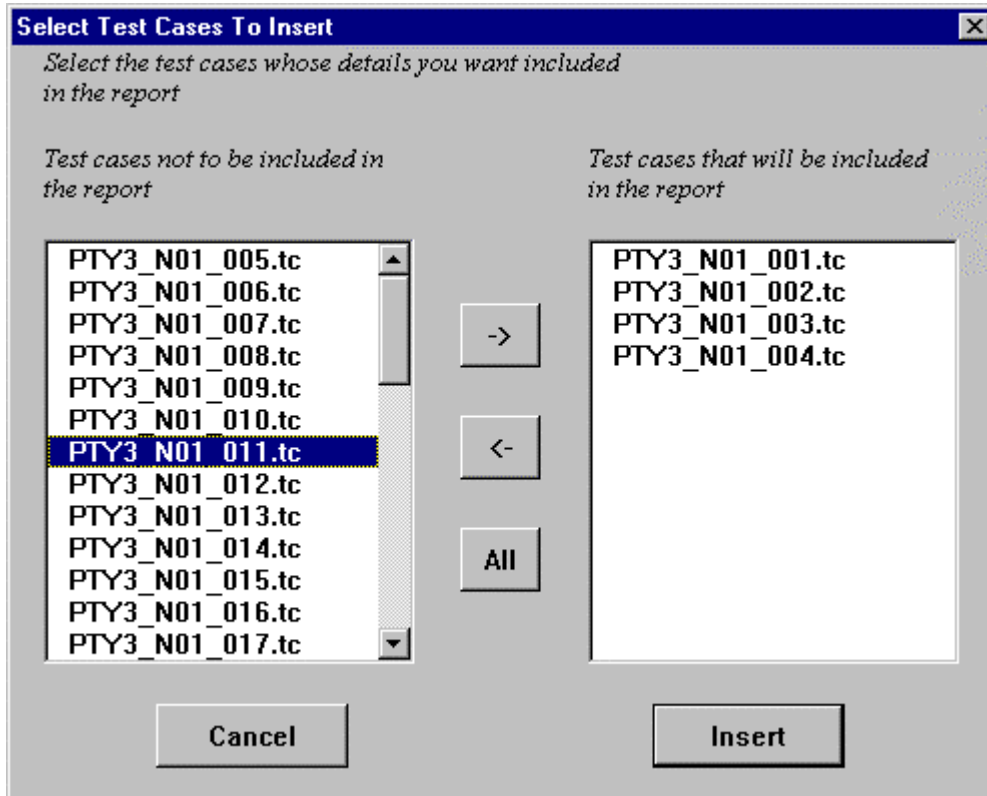 Select Test Cases To Insert
Select the test cases whose details you want included
in the report
Test cases not to be included in
the report
PTY3_N01_005.tc
PTY3_N01_006.tc
PTY3_N01_007.tc
PTY3_N01_008.tc
PTY3_N01_009.tc
PTY3_N01_010.tc
PTY3_N01_011.tc
PTY3_N01_012.tc
PTY3_N01_013.tc
PTY3_N01_014.tc
PTY3_N01_015.tc
PTY3_N01_016.tc
PTY3_N01_017.tc
->
<-
All
Test cases that will be included
in the report
PTY3_N01_001.tc
PTY3_N01_002.tc
PTY3_N01_003.tc
PTY3_N01_004.tc
Cancel
Insert